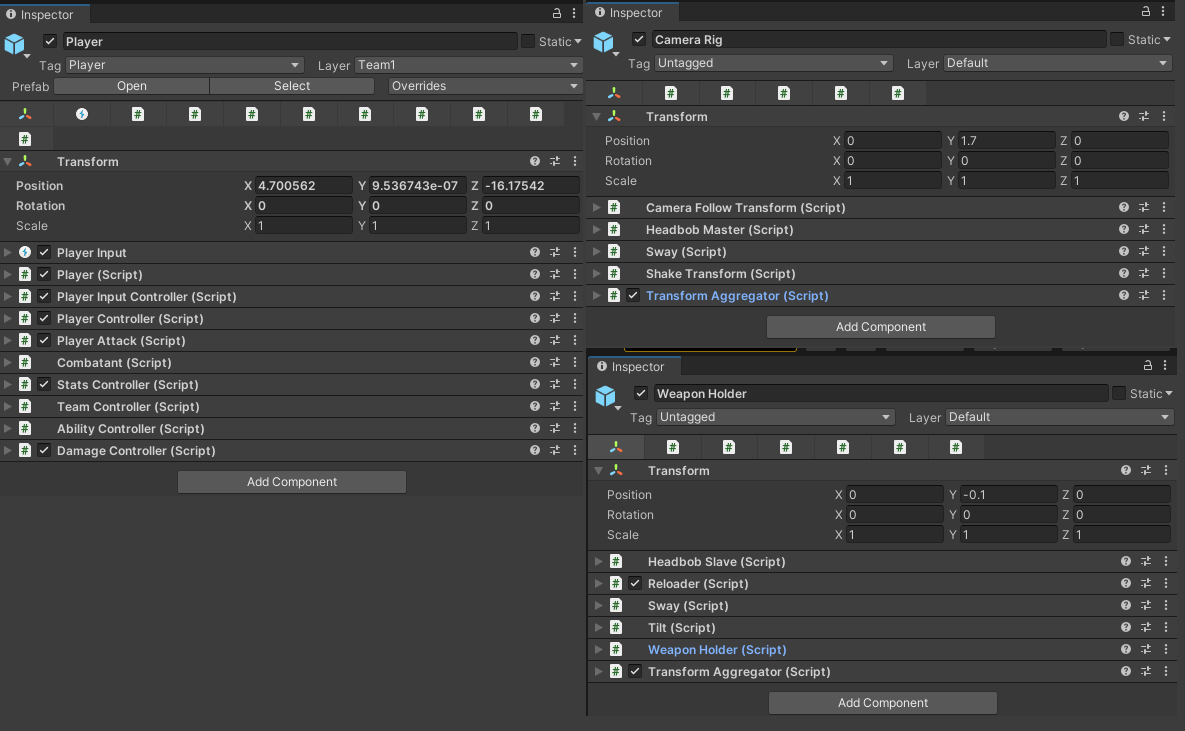 Inspector
Player
Static
Tag Player Layer Team1
Prefab Open Select Overrides
Transform
Position X 4.700562 Y 9.536743e-07 Z -16.17542
Rotation X 0 Y 0 Z 0
Scale X 1 Y 1 Z 1
# Player Input
# Player (Script)
# Player Input Controller (Script)
# Player Controller (Script)
# Player Attack (Script)
# Combatant (Script)
# Stats Controller (Script)
# Team Controller (Script)
# Ability Controller (Script)
# Damage Controller (Script)
Add Component
Inspector
Camera Rig
Static
Tag Untagged Layer Default
Transform
Position X 0 Y 1.7 Z 0
Rotation X 0 Y 0 Z 0
Scale X 1 Y 1 Z 1
# Camera Follow Transform (Script)
# Headbob Master (Script)
# Sway (Script)
# Shake Transform (Script)
# Transform Aggregator (Script)
Add Component
Inspector
Weapon Holder
Static
Tag Untagged Layer Default
Transform
Position X 0 Y -0.1 Z 0
Rotation X 0 Y 0 Z 0
Scale X 1 Y 1 Z 1
# Headbob Slave (Script)
# Reloader (Script)
# Sway (Script)
# Tilt (Script)
# Weapon Holder (Script)
# Transform Aggregator (Script)
Add Component